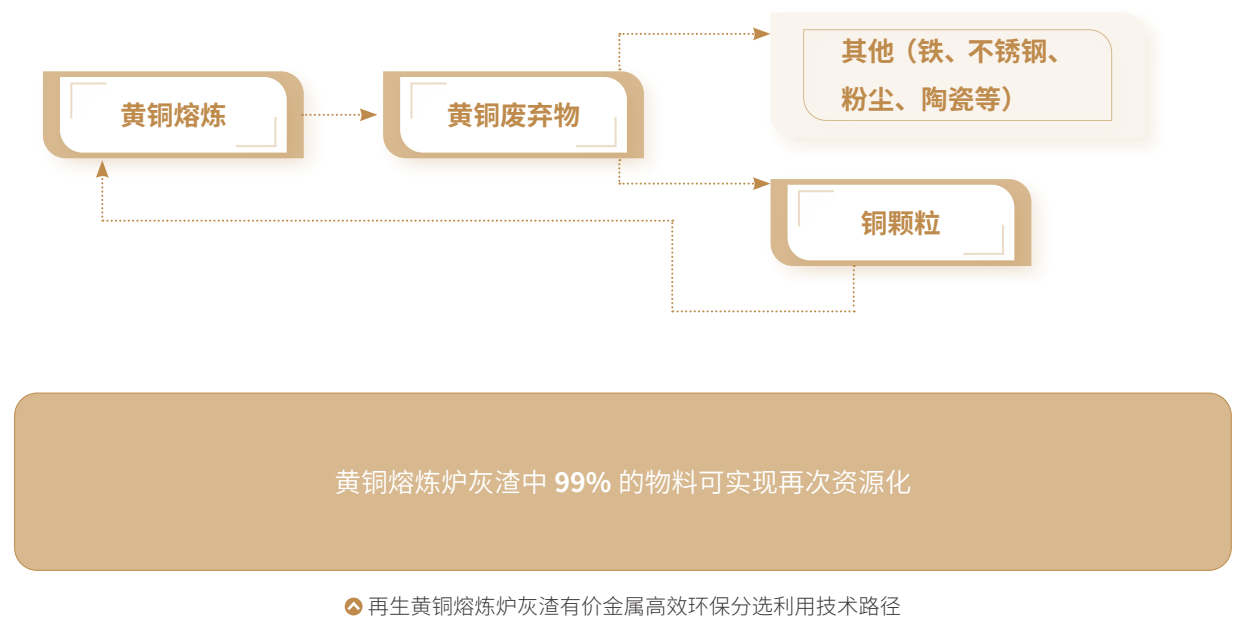 黄铜熔炼
黄铜废弃物
其他（铁、不锈钢、
粉尘、陶瓷等）
铜颗粒
黄铜熔炼炉灰渣中 99% 的物料可实现再次资源化
再生黄铜熔炼炉灰渣有价金属高效环保分选利用技术路径